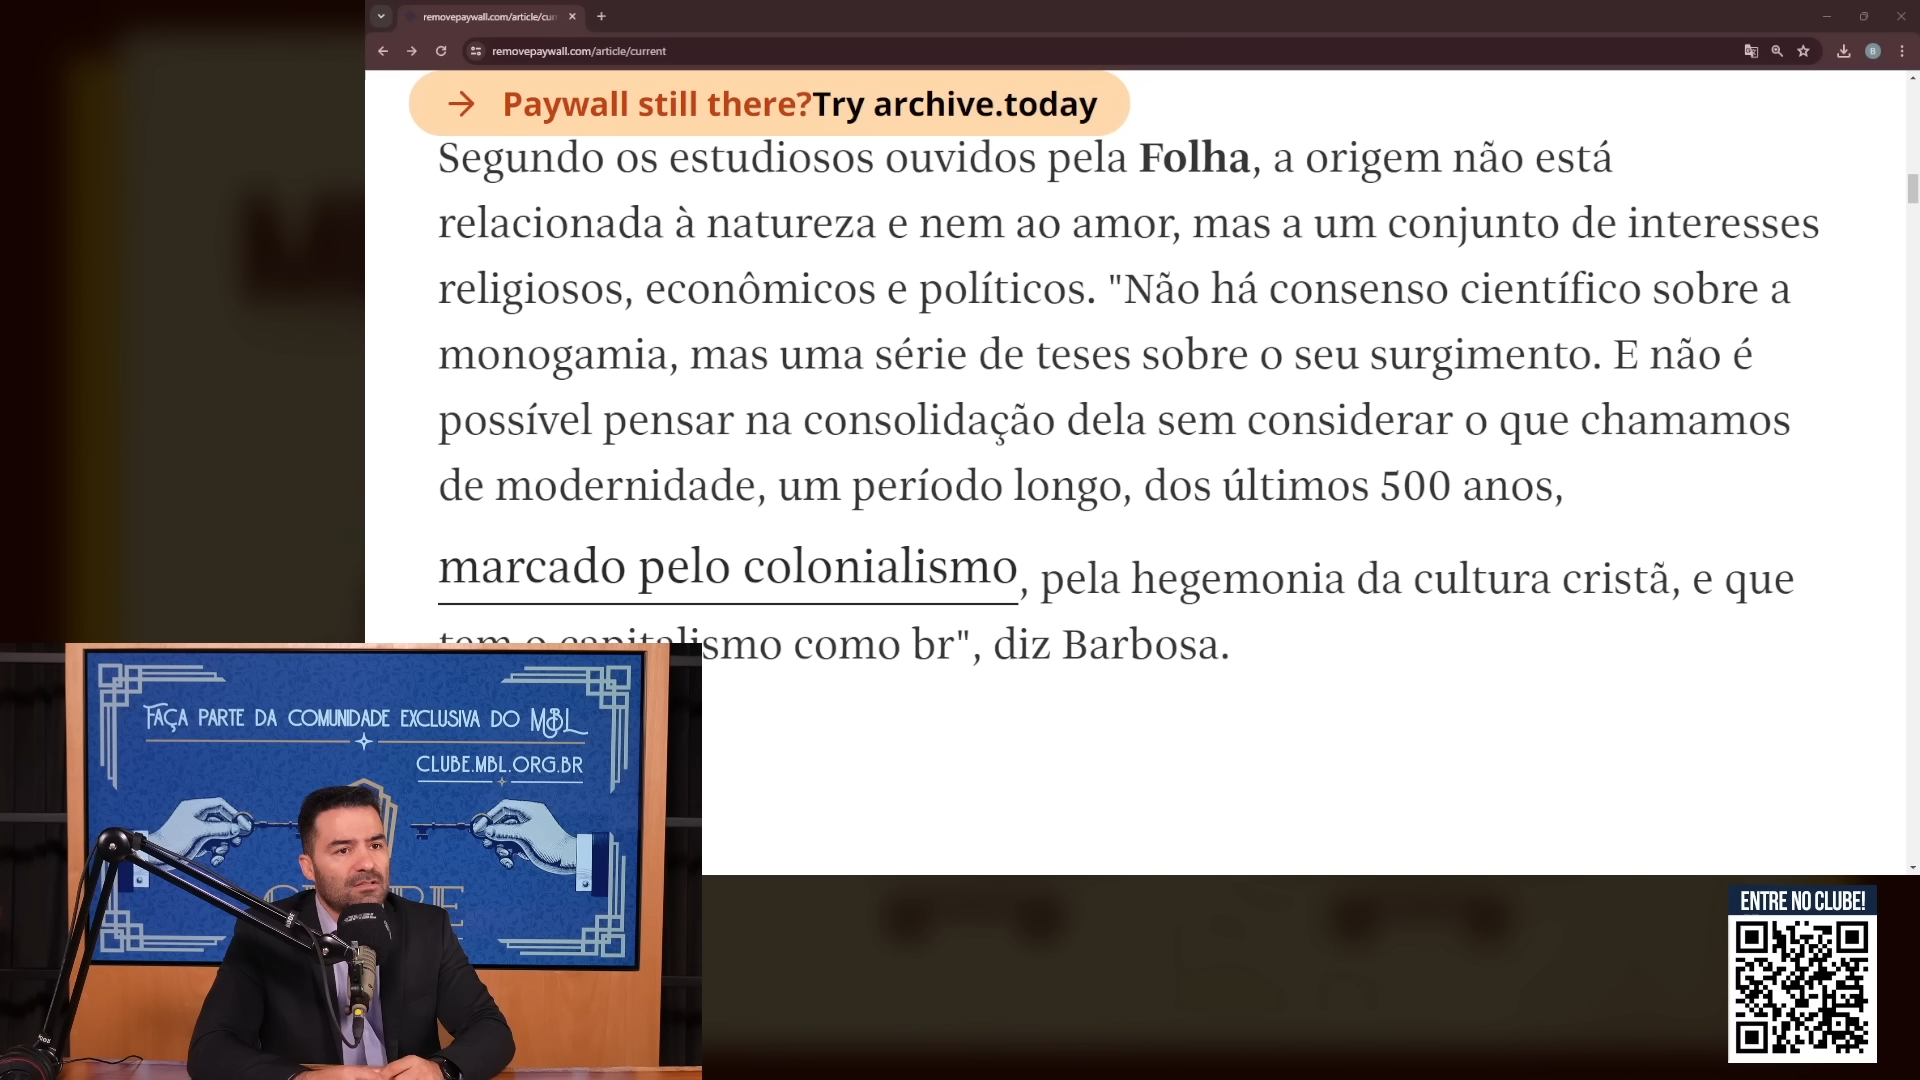 removepaywall.com/article/cur
removepaywall.com/article/current
Paywall still there?Try archive.today
Segundo os estudiosos ouvidos pela Folha, a origem não está
relacionada à natureza e nem ao amor, mas a um conjunto de interesses
religiosos, econômicos e políticos. "Não há consenso científico sobre a
monogamia, mas uma série de teses sobre o seu surgimento. E não é
possível pensar na consolidação dela sem considerar o que chamamos
de modernidade, um período longo, dos últimos 500 anos,
marcado pelo colonialismo, pela hegemonia da cultura cristã, e que
tem o capitalismo como br", diz Barbosa.
FAÇA PARTE DA COMUNIDADE EXCLUSIVA DO MBL
CLUBE.MBL.ORG.BR
MBL
RODE
ENTRE NO CLUBE!